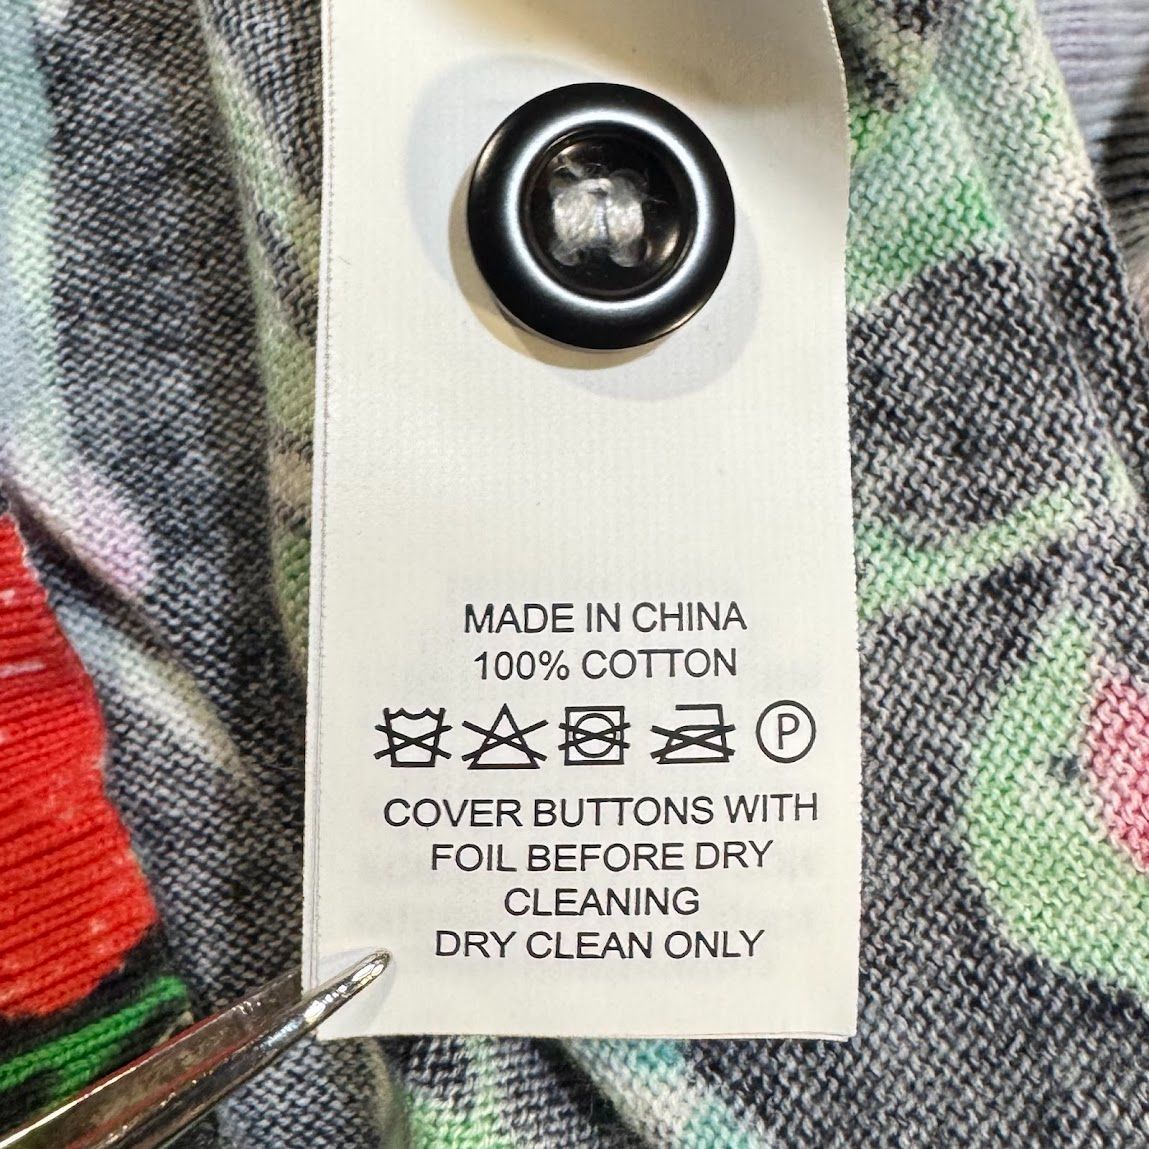 MADE IN CHINA
100% COTTON
P
COVER BUTTONS WITH
FOIL BEFORE DRY
CLEANING
DRY CLEAN ONLY